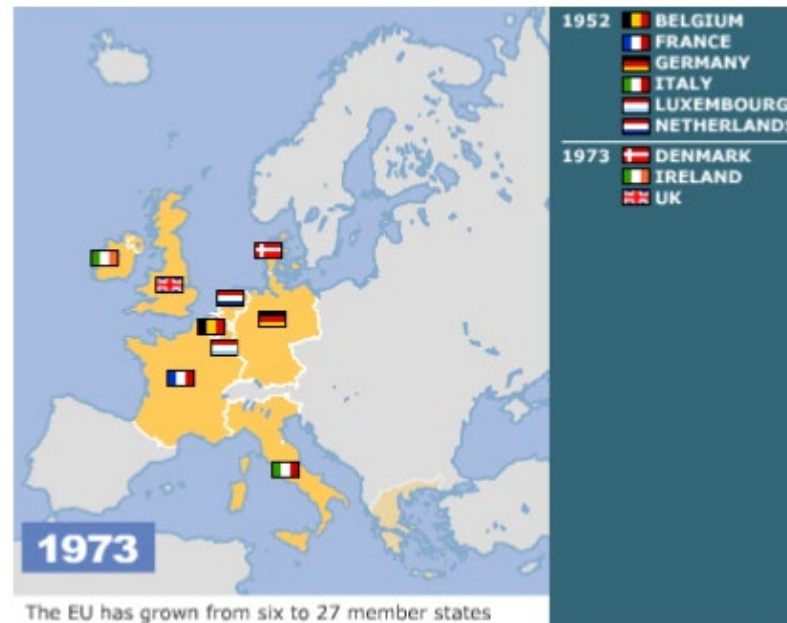 1952 BELGIUM
FRANCE
GERMANY
ITALY
LUXEMBOURG
NETHERLANDS
1973 DENMARK
IRELAND
UK
1973
The EU has grown from six to 27 member states